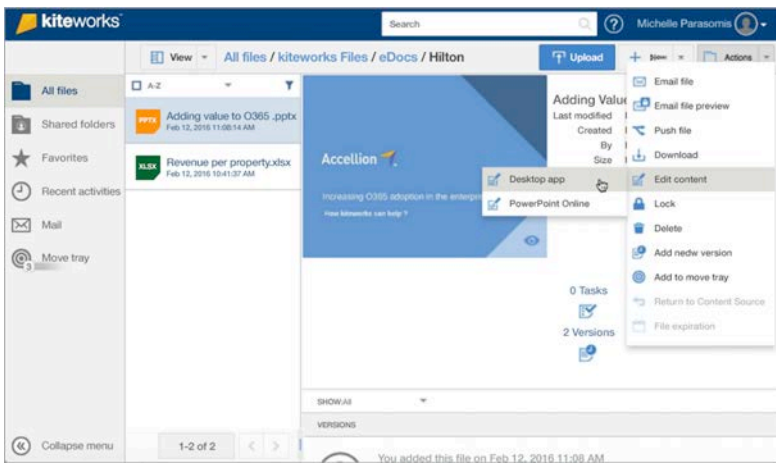 kiteworks
Search
?
Michelle Parasomis
View
All files / kiteworks Files / eDocs / Hilton
Upload
New
Actions
All files
Shared folders
Favorites
Recent activities
Mail
3
Move tray
Collapse menu
A-Z
PPTX
Adding value to O365 .pptx
Feb 12, 2016 11:08:14 AM
XLSX
Revenue per property.xlsx
Feb 12, 2016 10:41:37 AM
1-2 of 2
Accellion
Increasing O365 adoption in the enterpri
How kiteworks can help ?
Adding Valu
Last modified
Created
By
Size
0 Tasks
2 Versions
Desktop app
PowerPoint Online
Email file
Email file preview
Push file
Download
Edit content
Lock
Delete
Add nedw version
Add to move tray
Return to Content Source
File expiration
SHOW All
VERSIONS
You added this file on Feb 12, 2016 11:08 AM